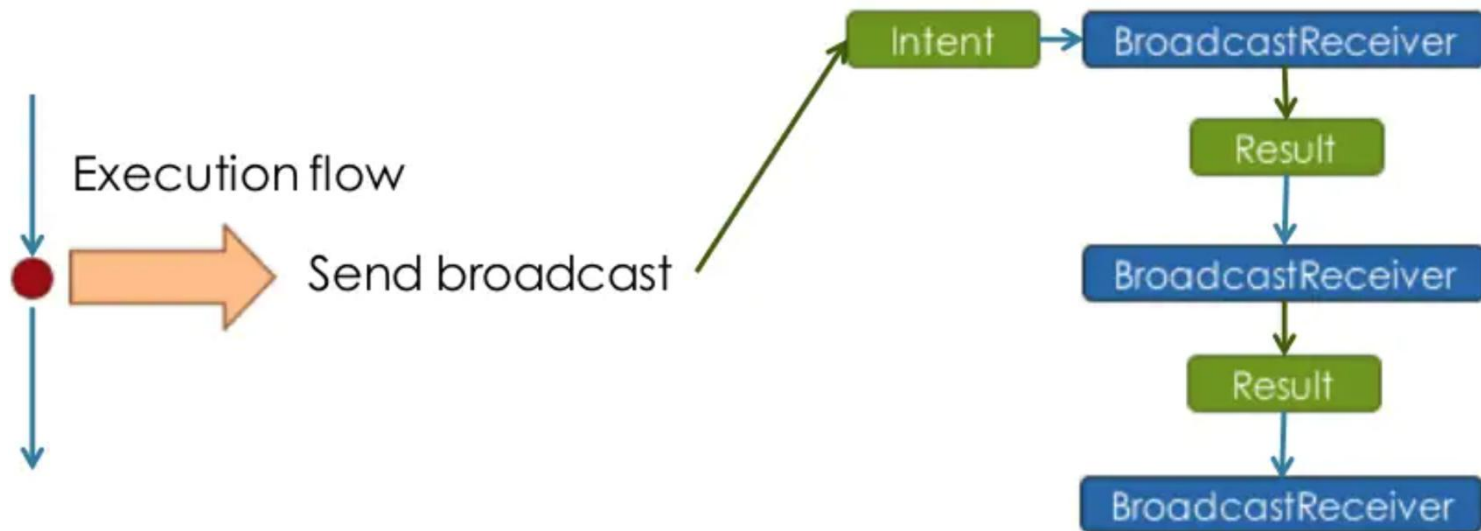 Intent
BroadcastReceiver
Result
Execution flow
Send broadcast
BroadcastReceiver
Result
BroadcastReceiver